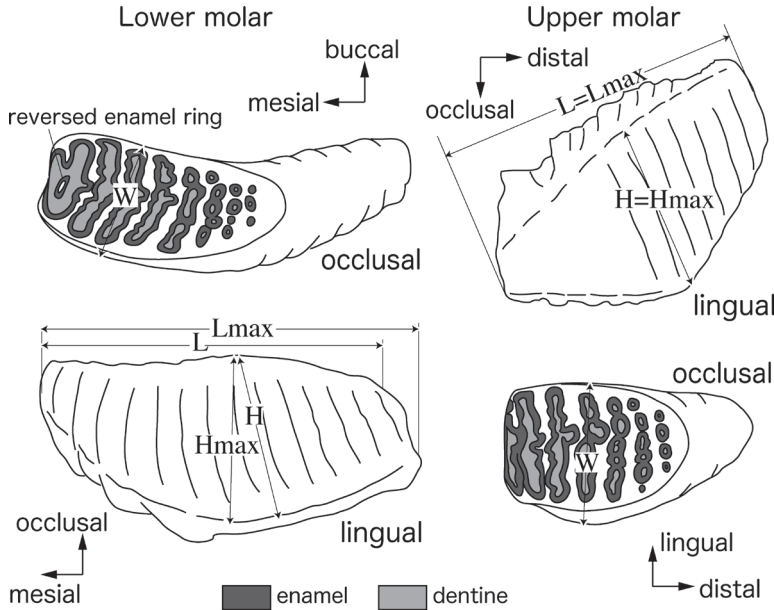 Lower molar
Upper molar
buccal
mesial
reversed enamel ring
W
occlusal
distal
occlusal
L=Lmax
H=Hmax
lingual
Lmax
L
H
Hmax
lingual
occlusal
mesial
occlusal
W
lingual
distal
enamel
dentine